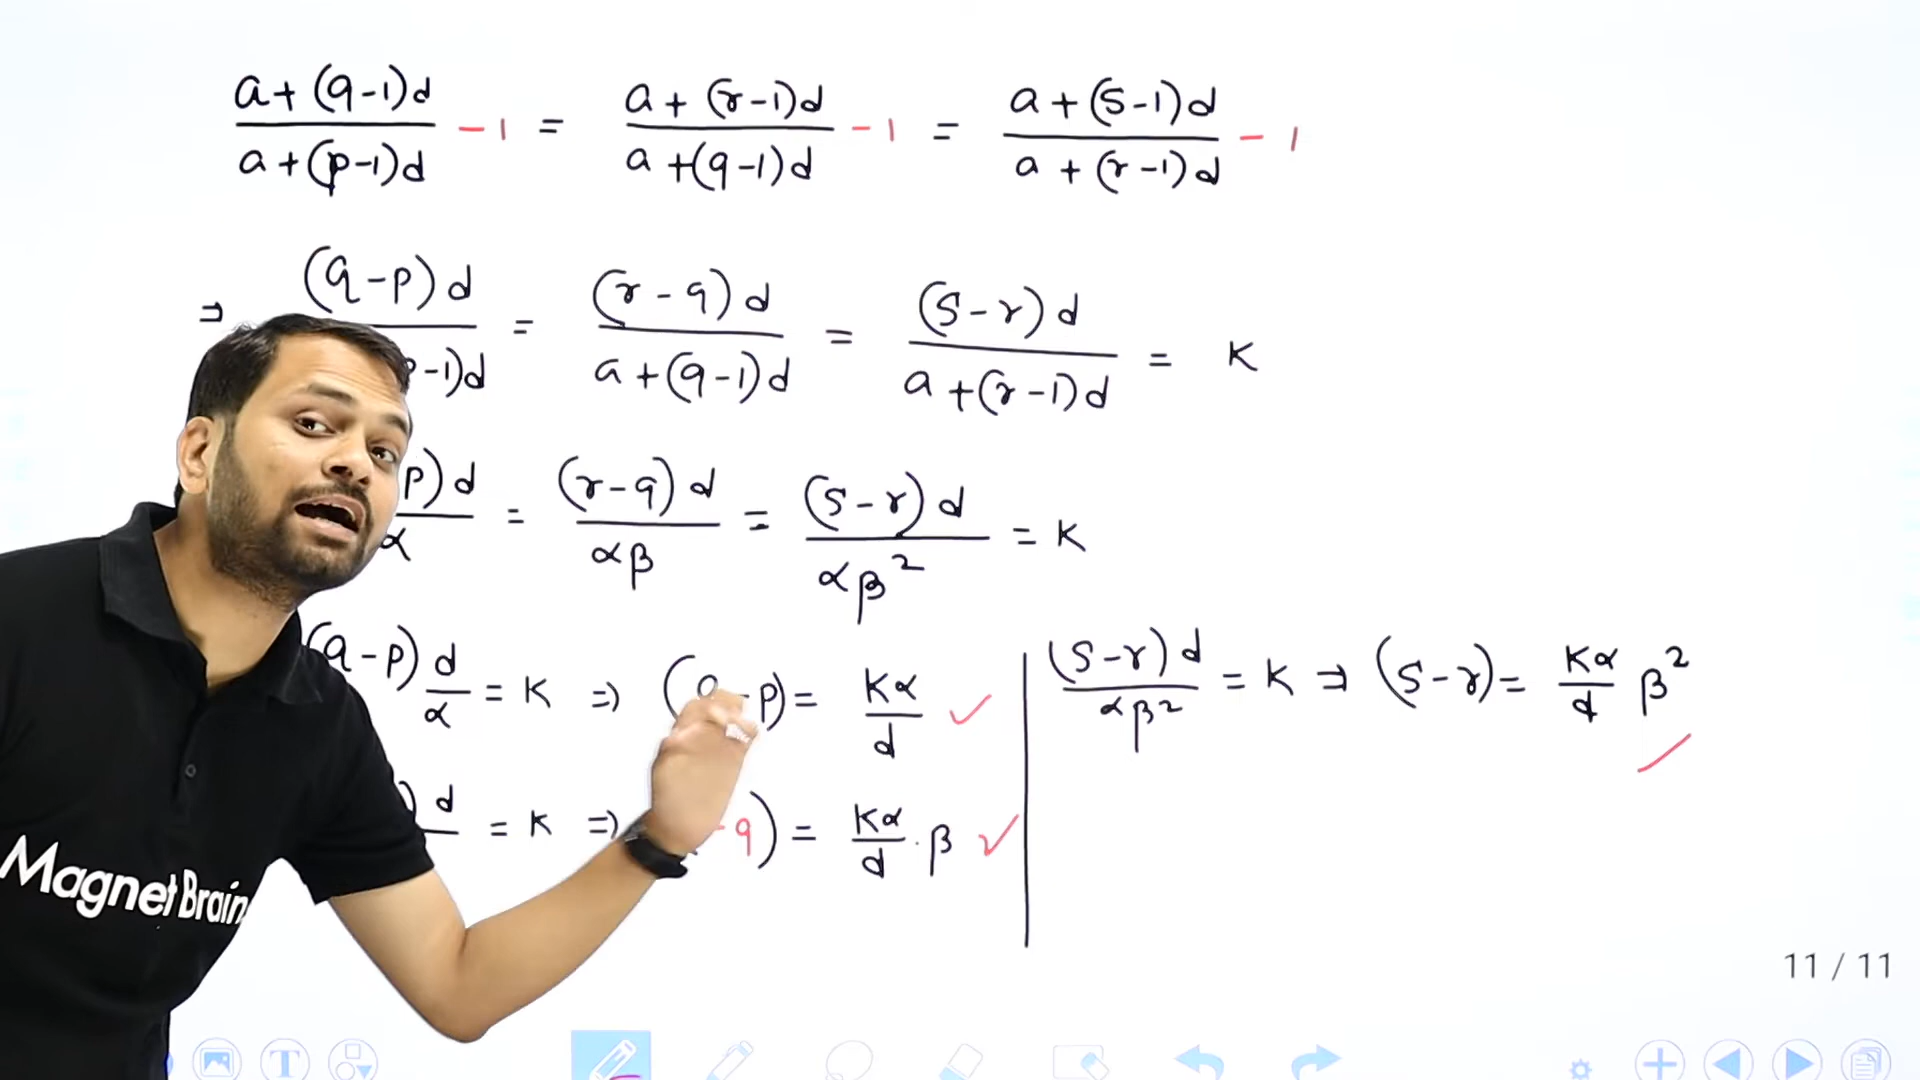 a+(q-1)d / a+(p-1)d - 1 = a+(r-1)d / a+(q-1)d - 1 = a+(s-1)d / a+(r-1)d - 1
⇒ (q-p)d / -1)d = (r-q)d / a+(q-1)d = (s-r)d / a+(r-1)d = K
p)d / α = (r-q)d / αβ = (s-r)d / αβ² = K
(q-p) d/α = K ⇒ ( -p) = Kα/d ✓
) d = K ⇒ -q) = Kα/d · β ✓
(s-r)d / αβ² = K ⇒ (s-r) = Kα/d β² ✓
Magnet Brain
11 / 11
T